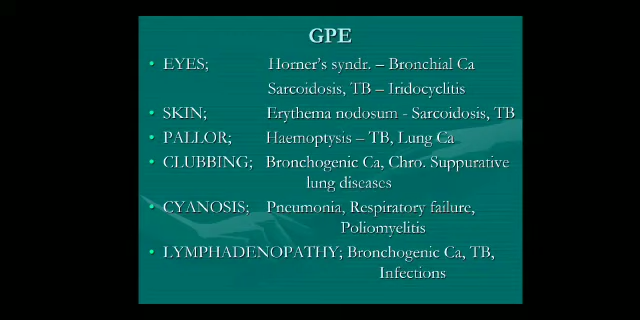 GPE
• EYES; Horner's syndr. – Bronchial Ca
Sarcoidosis, TB – Iridocyclitis
• SKIN; Erythema nodosum - Sarcoidosis, TB
• PALLOR; Haemoptysis – TB, Lung Ca
• CLUBBING; Bronchogenic Ca, Chro. Suppurative
lung diseases
• CYANOSIS; Pneumonia, Respiratory failure,
Poliomyelitis
• LYMPHADENOPATHY; Bronchogenic Ca, TB,
Infections